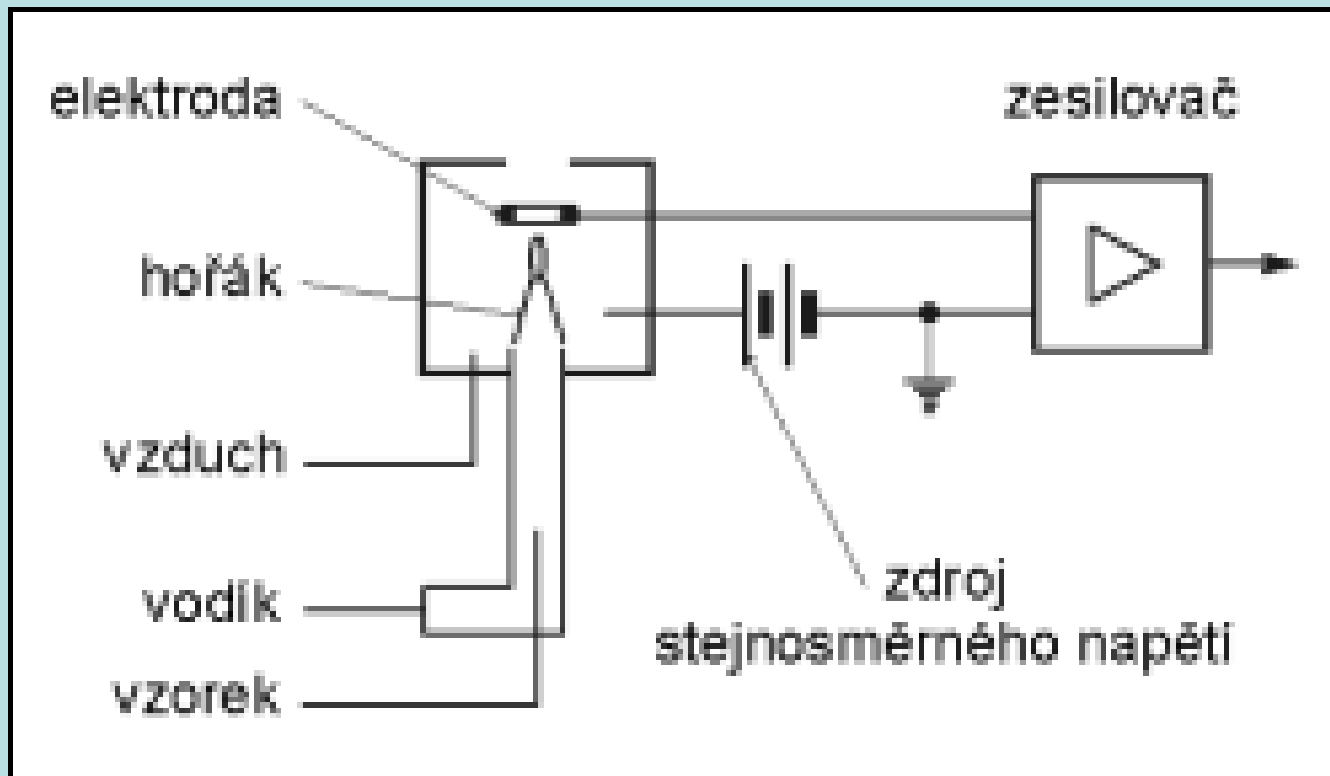 elektroda
zesilovač
hořák
vzduch
vodík
zdroj
stejnosměrného napětí
vzorek